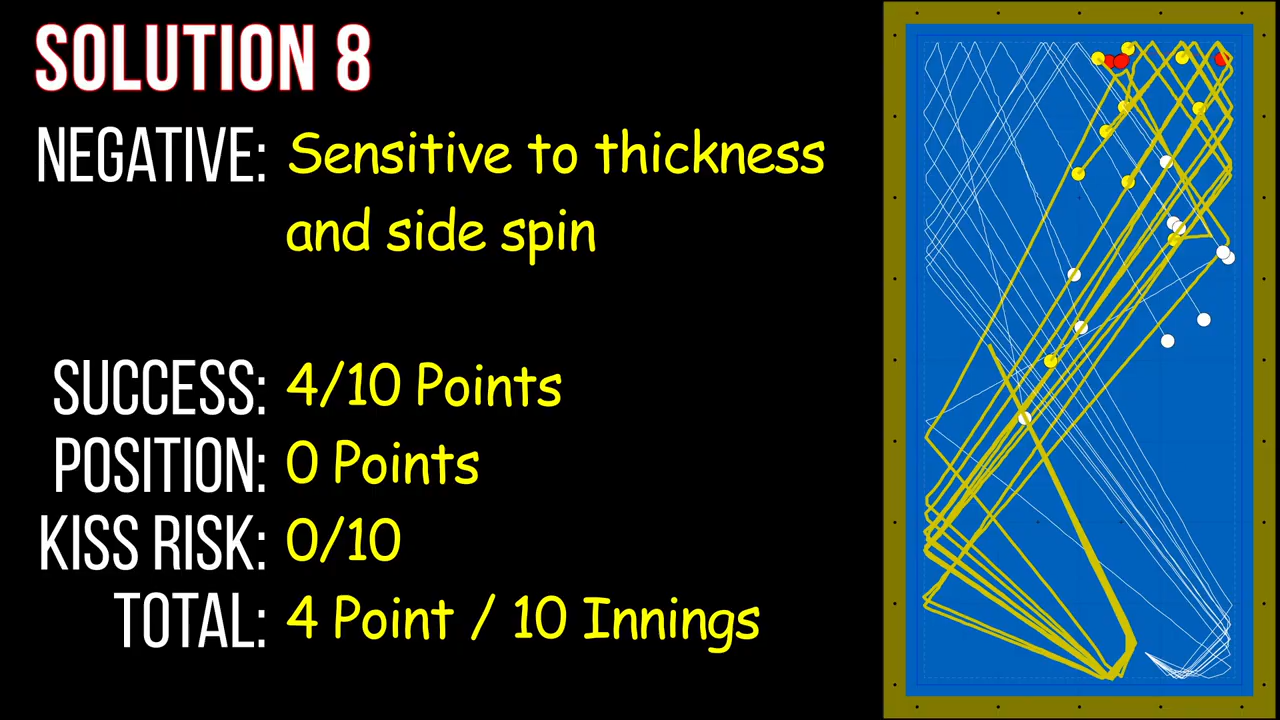 SOLUTION 8
NEGATIVE: Sensitive to thickness
and side spin
SUCCESS: 4/10 Points
POSITION: 0 Points
KISS RISK: 0/10
TOTAL: 4 Point / 10 Innings